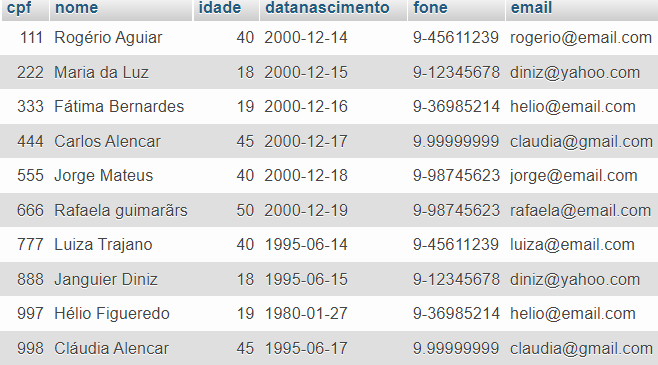 cpf nome idade datanascimento fone email
111 Rogério Aguiar 40 2000-12-14 9-45611239 rogerio@email.com
222 Maria da Luz 18 2000-12-15 9-12345678 diniz@yahoo.com
333 Fátima Bernardes 19 2000-12-16 9-36985214 helio@email.com
444 Carlos Alencar 45 2000-12-17 9.99999999 claudia@gmail.com
555 Jorge Mateus 40 2000-12-18 9-98745623 jorge@email.com
666 Rafaela guimarãrs 50 2000-12-19 9-98745623 rafaela@email.com
777 Luiza Trajano 40 1995-06-14 9-45611239 luiza@email.com
888 Janguier Diniz 18 1995-06-15 9-12345678 diniz@yahoo.com
997 Hélio Figueredo 19 1980-01-27 9-36985214 helio@email.com
998 Cláudia Alencar 45 1995-06-17 9.99999999 claudia@gmail.com